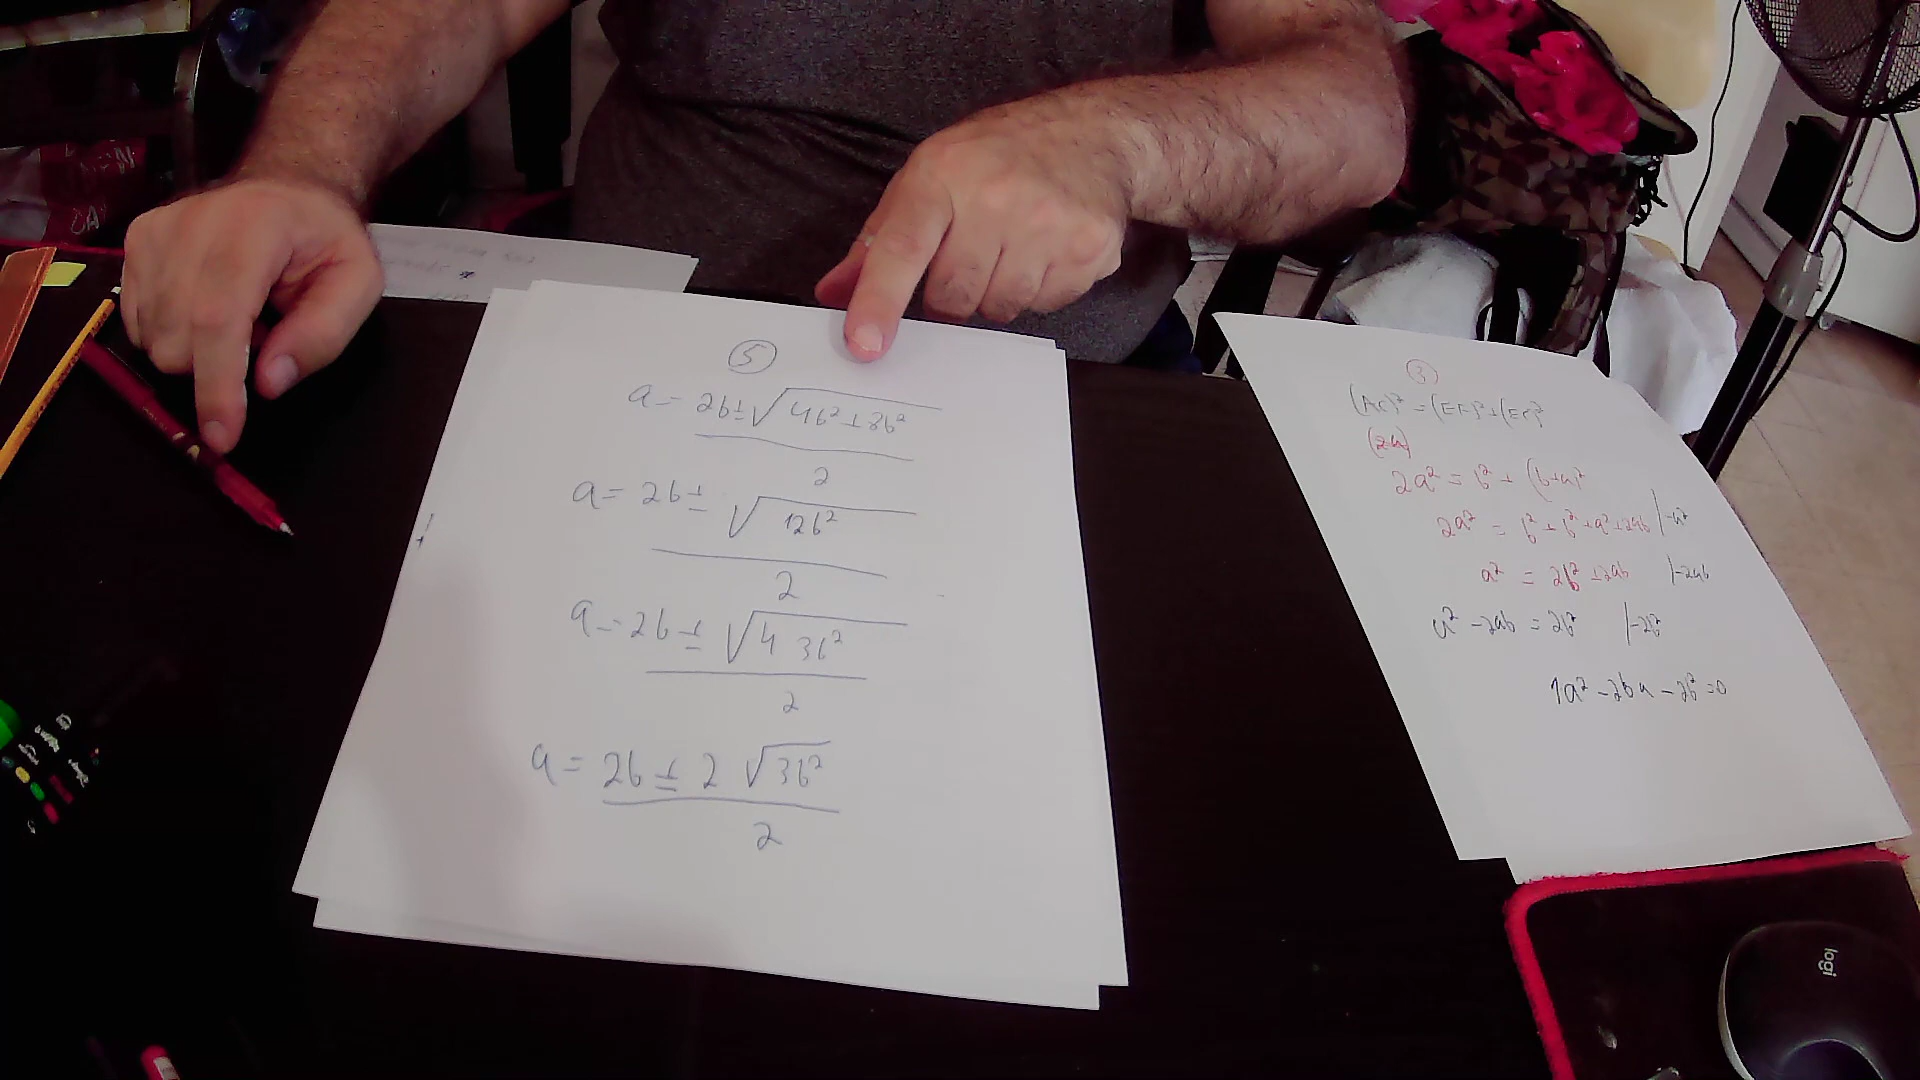 5
a = 2b ± √4b² + 8b²
2
a = 2b ± √12b²
2
a = 2b ± √4 3b²
2
a = 2b ± 2 √3b²
2
3
(AC)² = (EF)² + (EC)²
(2a)
2a² = b² + (b+a)²
2a² = b² + b² + a² + 2ab /-a²
a² = 2b² + 2ab /-2ab
a² - 2ab = 2b² /-2b²
1a² - 2ba - 2b² = 0
logi